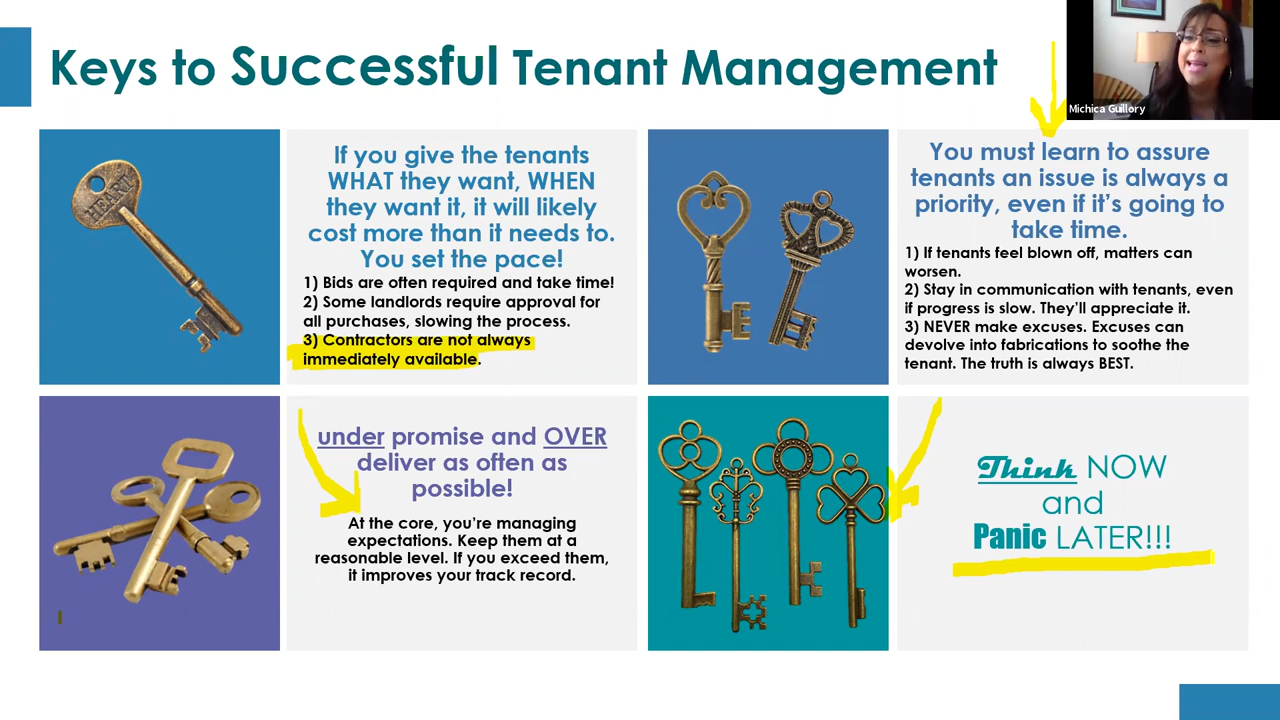 Keys to Successful Tenant Management
Michica Guillory
HEART
If you give the tenants
WHAT they want, WHEN
they want it, it will likely
cost more than it needs to.
You set the pace!
1) Bids are often required and take time!
2) Some landlords require approval for
all purchases, slowing the process.
3) Contractors are not always
immediately available.
You must learn to assure
tenants an issue is always a
priority, even if it's going to
take time.
1) If tenants feel blown off, matters can
worsen.
2) Stay in communication with tenants, even
if progress is slow. They'll appreciate it.
3) NEVER make excuses. Excuses can
devolve into fabrications to soothe the
tenant. The truth is always BEST.
under promise and OVER
deliver as often as
possible!
At the core, you're managing
expectations. Keep them at a
reasonable level. If you exceed them,
it improves your track record.
Think NOW
and
Panic LATER!!!